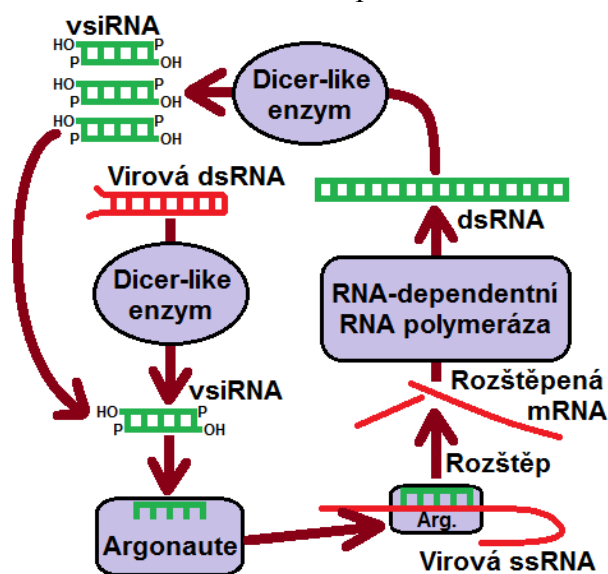 vsiRNA
HO P
P OH
HO P
P OH
HO P
P OH
Dicer-like
enzym
Virová dsRNA
dsRNA
Dicer-like
enzym
RNA-dependentní
RNA polymeráza
vsiRNA
HO P
P OH
Rozštěpená
mRNA
Rozštěp
Argonaute
Arg.
Virová ssRNA